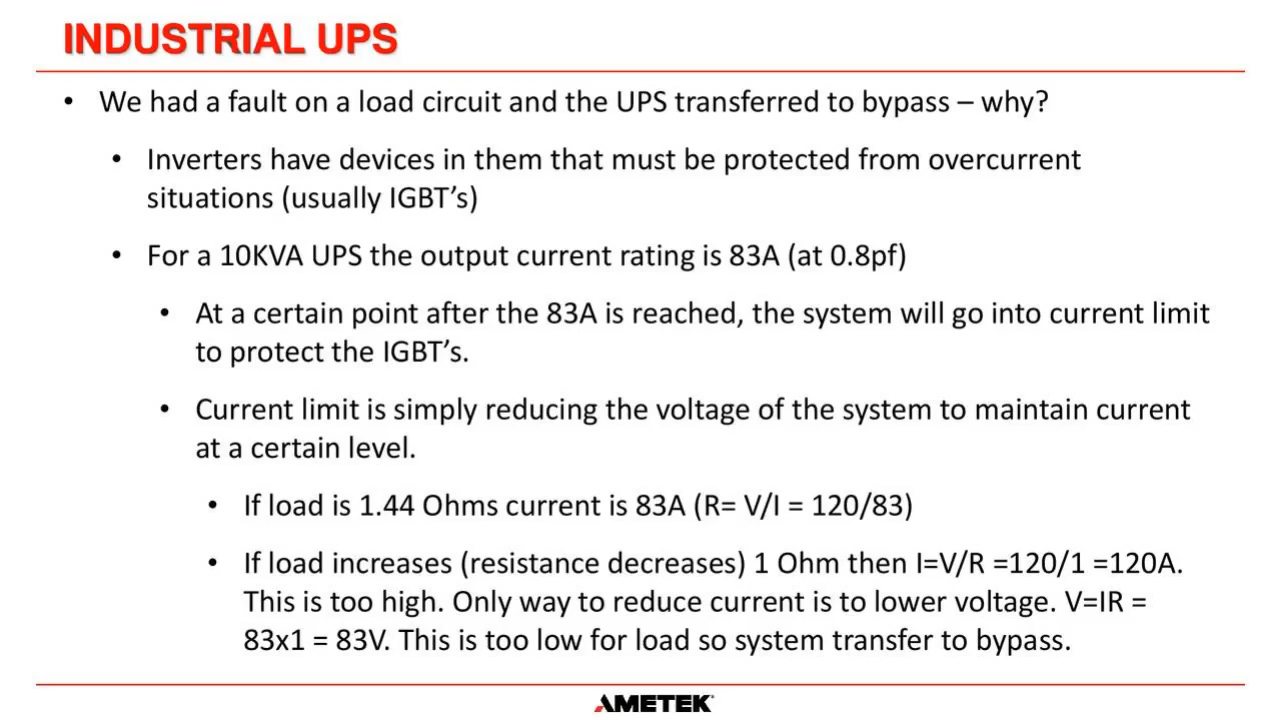 INDUSTRIAL UPS
• We had a fault on a load circuit and the UPS transferred to bypass – why?
• Inverters have devices in them that must be protected from overcurrent
situations (usually IGBT's)
• For a 10KVA UPS the output current rating is 83A (at 0.8pf)
• At a certain point after the 83A is reached, the system will go into current limit
to protect the IGBT's.
• Current limit is simply reducing the voltage of the system to maintain current
at a certain level.
• If load is 1.44 Ohms current is 83A (R= V/I = 120/83)
• If load increases (resistance decreases) 1 Ohm then I=V/R =120/1 =120A.
This is too high. Only way to reduce current is to lower voltage. V=IR =
83x1 = 83V. This is too low for load so system transfer to bypass.
AMETEK